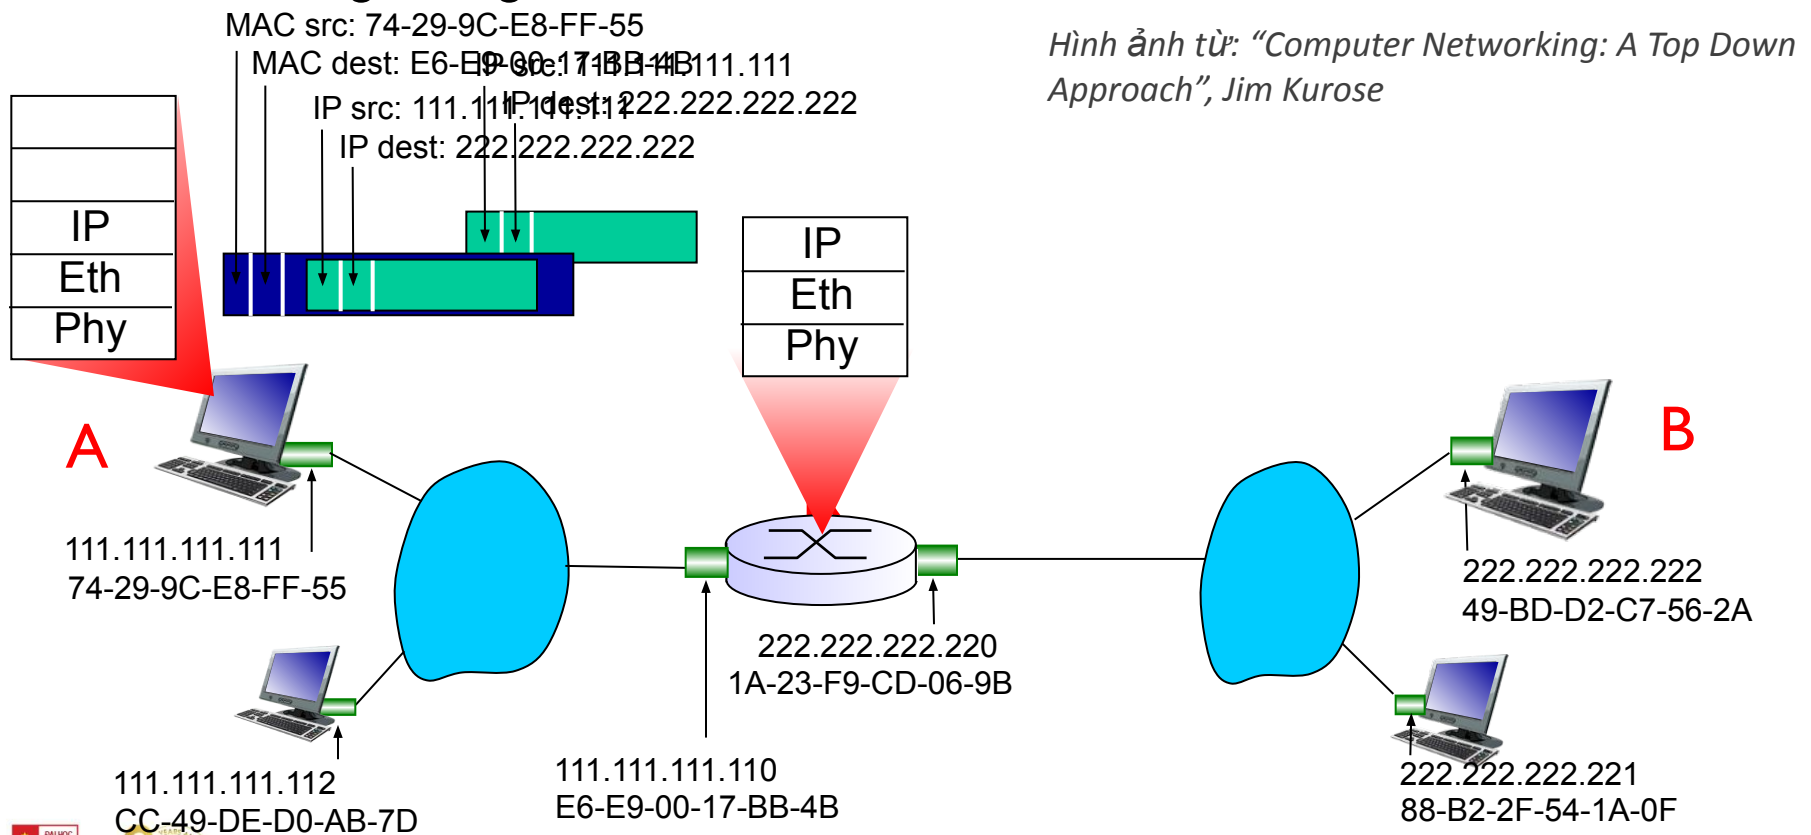 MAC src: 74-29-9C-E8-FF-55
MAC dest: E6-E9-00-17-BB-4B
IP src: 111.111.111.111
IP dest: 222.222.222.222
IP src: 111.111.111.111
IP dest: 222.222.222.222
Hình ảnh từ: “Computer Networking: A Top Down
Approach”, Jim Kurose
IP
Eth
Phy
IP
Eth
Phy
A
B
111.111.111.111
74-29-9C-E8-FF-55
222.222.222.222
49-BD-D2-C7-56-2A
222.222.222.220
1A-23-F9-CD-06-9B
111.111.111.112
CC-49-DE-D0-AB-7D
111.111.111.110
E6-E9-00-17-BB-4B
222.222.222.221
88-B2-2F-54-1A-0F
ĐẠI HỌC
YEARS